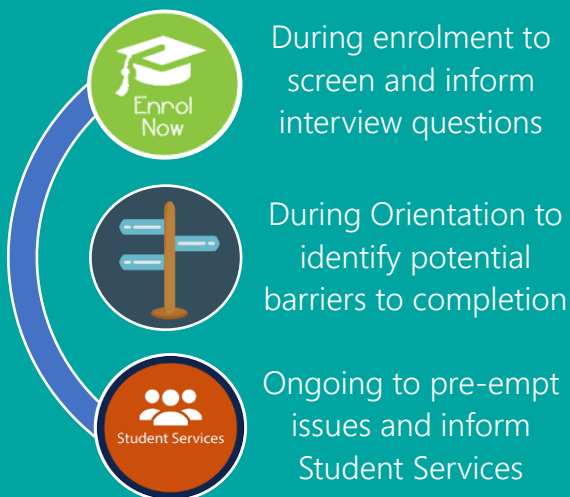 Enrol
Now
During enrolment to
screen and inform
interview questions
During Orientation to
identify potential
barriers to completion
Student Services
Ongoing to pre-empt
issues and inform
Student Services